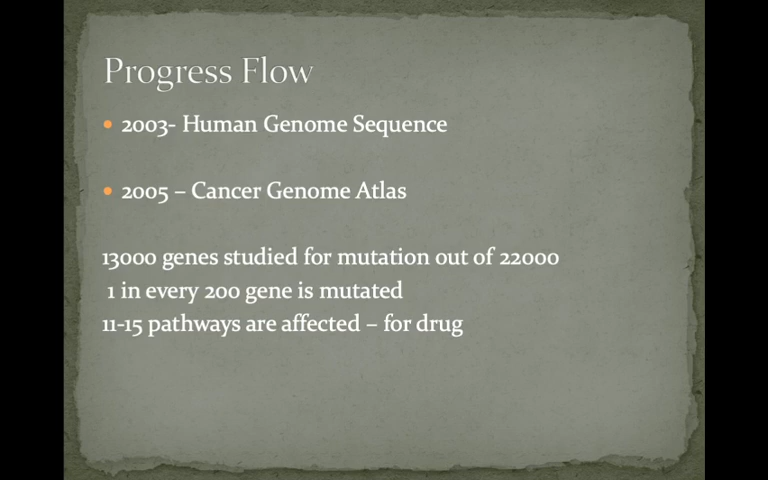 Progress Flow
• 2003- Human Genome Sequence
• 2005 – Cancer Genome Atlas
13000 genes studied for mutation out of 22000
1 in every 200 gene is mutated
11-15 pathways are affected – for drug